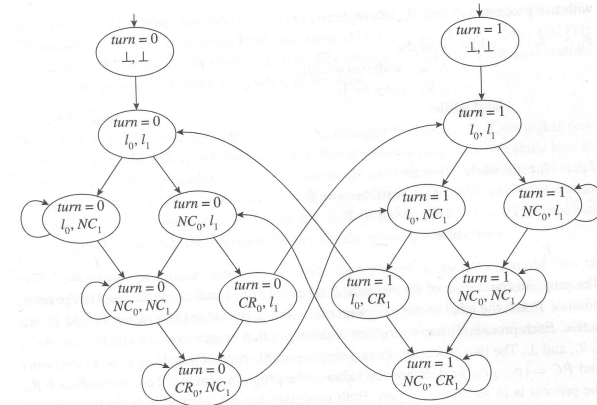 turn = 0
⊥, ⊥
turn = 1
⊥, ⊥
turn = 0
l₀, l₁
turn = 1
l₀, l₁
turn = 0
l₀, NC₁
turn = 0
NC₀, l₁
turn = 1
l₀, NC₁
turn = 1
NC₀, l₁
turn = 0
NC₀, NC₁
turn = 0
CR₀, l₁
turn = 1
l₀, CR₁
turn = 1
NC₀, NC₁
turn = 0
CR₀, NC₁
turn = 1
NC₀, CR₁